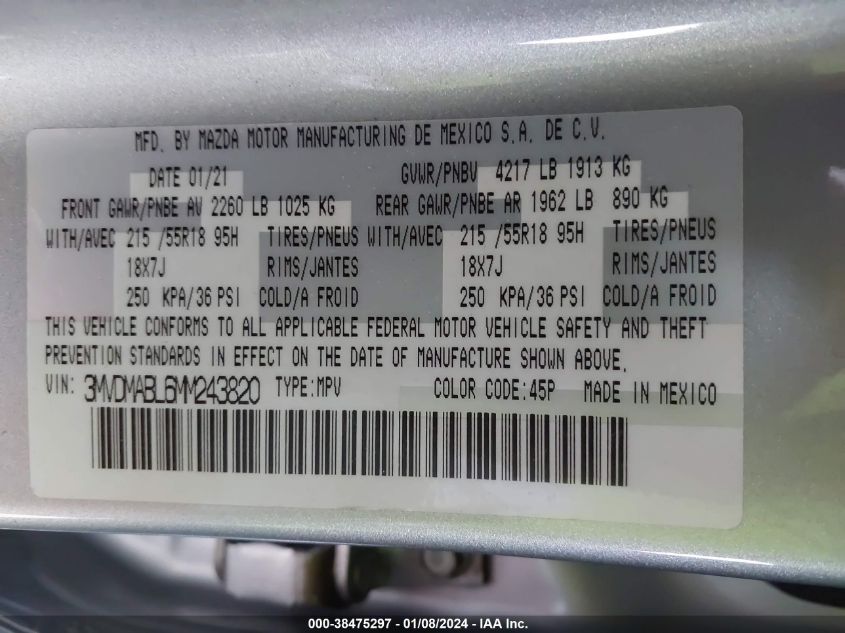 MFD. BY MAZDA MOTOR MANUFACTURING DE MEXICO S.A. DE C.V.
DATE 01/21 GVWR/PNBV 4217 LB 1913 KG
FRONT GAWR/PNBE AV 2260 LB 1025 KG REAR GAWR/PNBE AR 1962 LB 890 KG
WITH/AVEC 215 /55R18 95H TIRES/PNEUS WITH/AVEC 215 /55R18 95H TIRES/PNEUS
18X7J RIMS/JANTES 18X7J RIMS/JANTES
250 KPA/36 PSI COLD/A FROID 250 KPA/36 PSI COLD/A FROID
THIS VEHICLE CONFORMS TO ALL APPLICABLE FEDERAL MOTOR VEHICLE SAFETY AND THEFT
PREVENTION STANDARDS IN EFFECT ON THE DATE OF MANUFACTURE SHOWN ABOVE.
VIN: 3MVDMABL6MM243820 TYPE:MPV COLOR CODE:45P MADE IN MEXICO
000-38475297 - 01/08/2024 - IAA Inc.